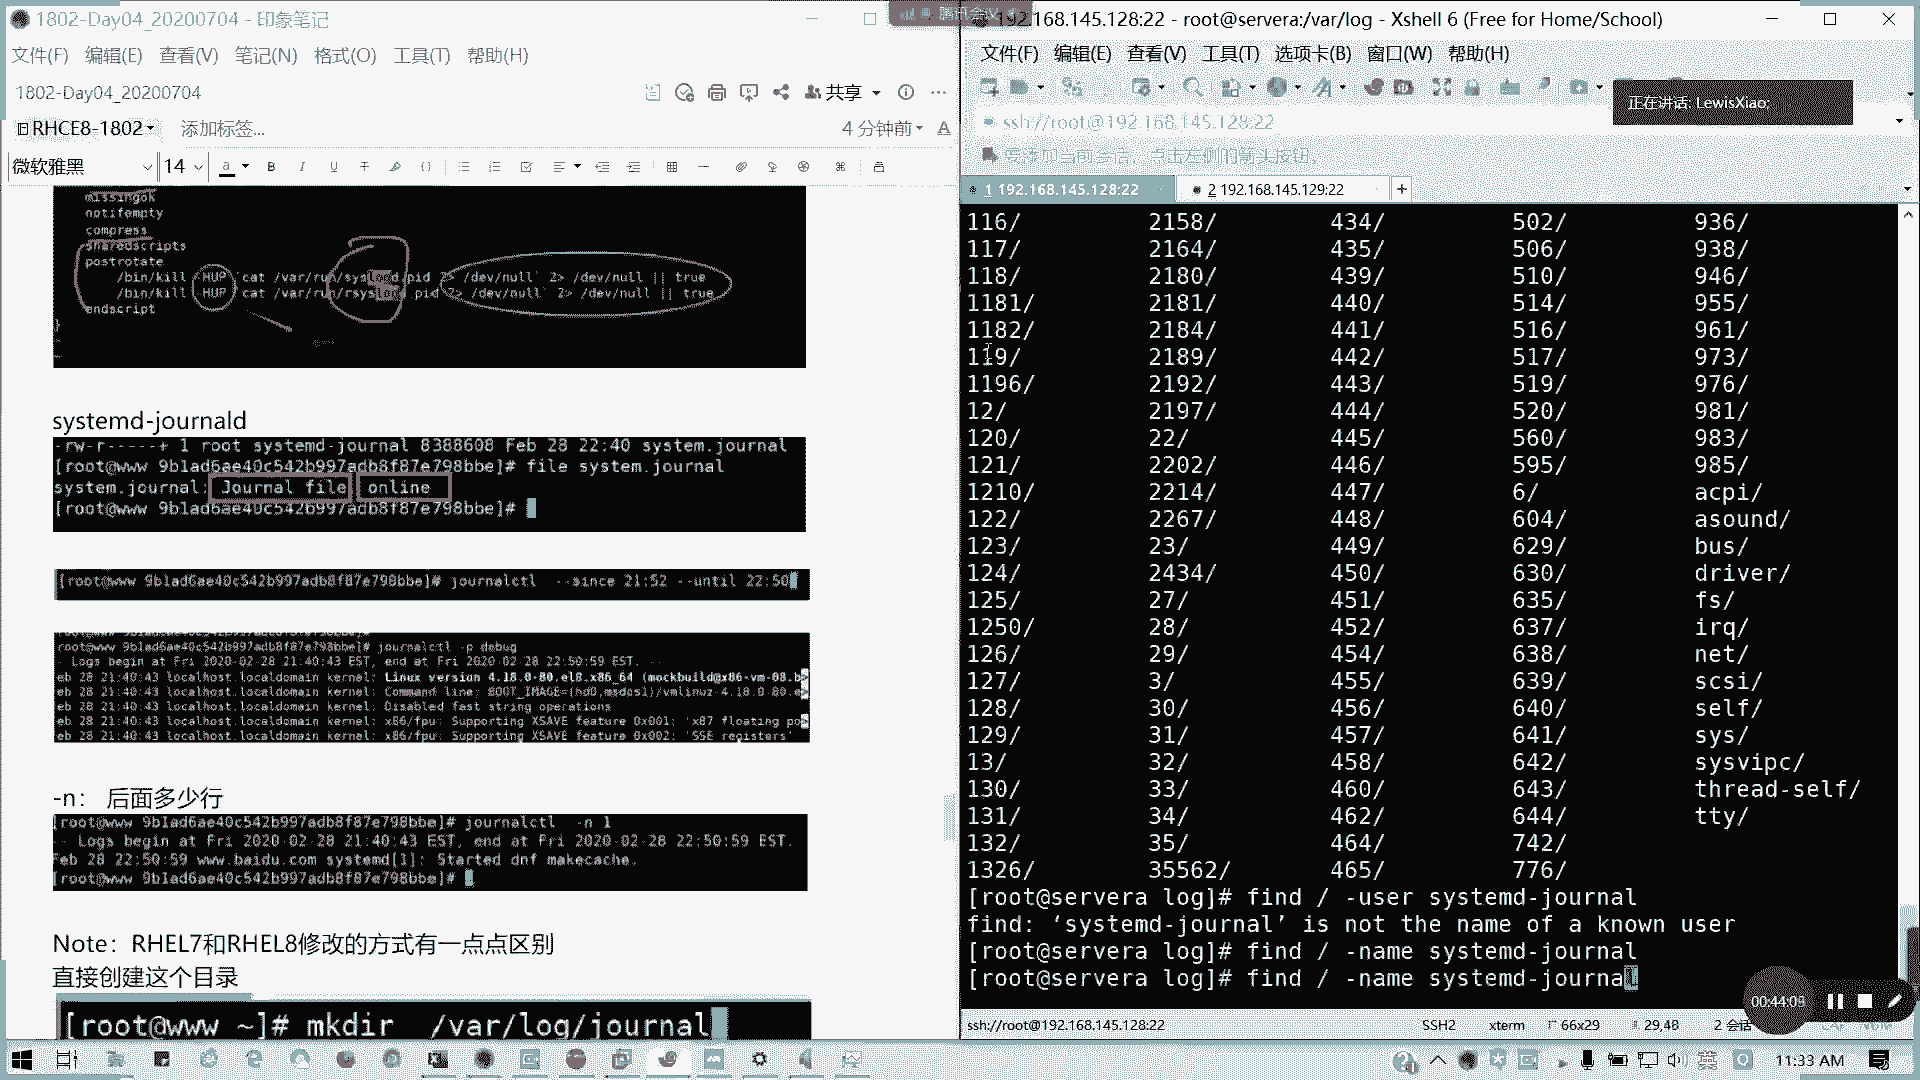 1802-Day04_20200704 - 印象笔记
文件(F) 编辑(E) 查看(V) 笔记(N) 格式(O) 工具(T) 帮助(H)
1802-Day04_20200704
共享
RHCE8-1802 添加标签...
4 分钟前
微软雅黑 14
missingok
notifempty
compress
sharedscripts
postrotate
/bin/kill -HUP `cat /var/run/syslogd.pid 2> /dev/null` 2> /dev/null || true
/bin/kill -HUP `cat /var/run/rsyslogd.pid 2> /dev/null` 2> /dev/null || true
endscript
}
~
~
systemd-journald
-rw-r-----+ 1 root systemd-journal 8388608 Feb 28 22:40 system.journal
[root@www 9b1ad6ae40c542b997adb8f87e798bbe]# file system.journal
system.journal: Journal file online
[root@www 9b1ad6ae40c542b997adb8f87e798bbe]#
[root@www 9b1ad6ae40c542b997adb8f87e798bbe]# journalctl --since 21:52 --until 22:50
root@www 9b1ad6ae40c542b997adb8f87e798bbe]# journalctl -p debug
- Logs begin at Fri 2020-02-28 21:40:43 EST, end at Fri 2020-02-28 22:50:59 EST. --
eb 28 21:40:43 localhost.localdomain kernel: Linux version 4.18.0-80.el8.x86_64 (mockbuild@x86-vm-08.b>
eb 28 21:40:43 localhost.localdomain kernel: Command line: BOOT_IMAGE=(hd0,msdos1)/vmlinuz-4.18.0-80.e>
eb 28 21:40:43 localhost.localdomain kernel: Disabled fast string operations
eb 28 21:40:43 localhost.localdomain kernel: x86/fpu: Supporting XSAVE feature 0x001: 'x87 floating po>
eb 28 21:40:43 localhost.localdomain kernel: x86/fpu: Supporting XSAVE feature 0x002: 'SSE registers'
-n： 后面多少行
[root@www 9b1ad6ae40c542b997adb8f87e798bbe]# journalctl -n 1
-- Logs begin at Fri 2020-02-28 21:40:43 EST, end at Fri 2020-02-28 22:50:59 EST.
Feb 28 22:50:59 www.baidu.com systemd[1]: Started dnf makecache.
[root@www 9b1ad6ae40c542b997adb8f87e798bbe]#
Note：RHEL7和RHEL8修改的方式有一点点区别
直接创建这个目录
[root@www ~]# mkdir /var/log/journal
腾讯会议
192.168.145.128:22 - root@servera:/var/log - Xshell 6 (Free for Home/School)
文件(F) 编辑(E) 查看(V) 工具(T) 选项卡(B) 窗口(W) 帮助(H)
正在讲话: LewisXiao;
ssh://root@192.168.145.128:22
要添加当前会话，点击左侧的箭头按钮。
1 192.168.145.128:22 2 192.168.145.129:22 +
116/ 2158/ 434/ 502/ 936/
117/ 2164/ 435/ 506/ 938/
118/ 2180/ 439/ 510/ 946/
1181/ 2181/ 440/ 514/ 955/
1182/ 2184/ 441/ 516/ 961/
119/ 2189/ 442/ 517/ 973/
1196/ 2192/ 443/ 519/ 976/
12/ 2197/ 444/ 520/ 981/
120/ 22/ 445/ 560/ 983/
121/ 2202/ 446/ 595/ 985/
1210/ 2214/ 447/ 6/ acpi/
122/ 2267/ 448/ 604/ asound/
123/ 23/ 449/ 629/ bus/
124/ 2434/ 450/ 630/ driver/
125/ 27/ 451/ 635/ fs/
1250/ 28/ 452/ 637/ irq/
126/ 29/ 454/ 638/ net/
127/ 3/ 455/ 639/ scsi/
128/ 30/ 456/ 640/ self/
129/ 31/ 457/ 641/ sys/
13/ 32/ 458/ 642/ sysvipc/
130/ 33/ 460/ 643/ thread-self/
131/ 34/ 462/ 644/ tty/
132/ 35/ 464/ 742/
1326/ 35562/ 465/ 776/
[root@servera log]# find / -user systemd-journal
find: ‘systemd-journal’ is not the name of a known user
[root@servera log]# find / -name systemd-journal
[root@servera log]# find / -name systemd-journal
00:44:09
ssh://root@192.168.145.128:22 SSH2 xterm 66x29 29,48 2 会话
英
11:33 AM